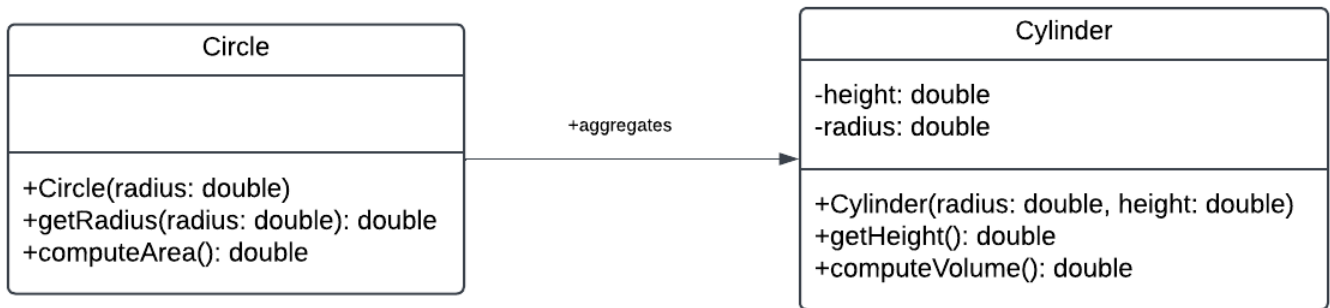 Circle
+Circle(radius: double)
+getRadius(radius: double): double
+computeArea(): double
+aggregates
Cylinder
-height: double
-radius: double
+Cylinder(radius: double, height: double)
+getHeight(): double
+computeVolume(): double